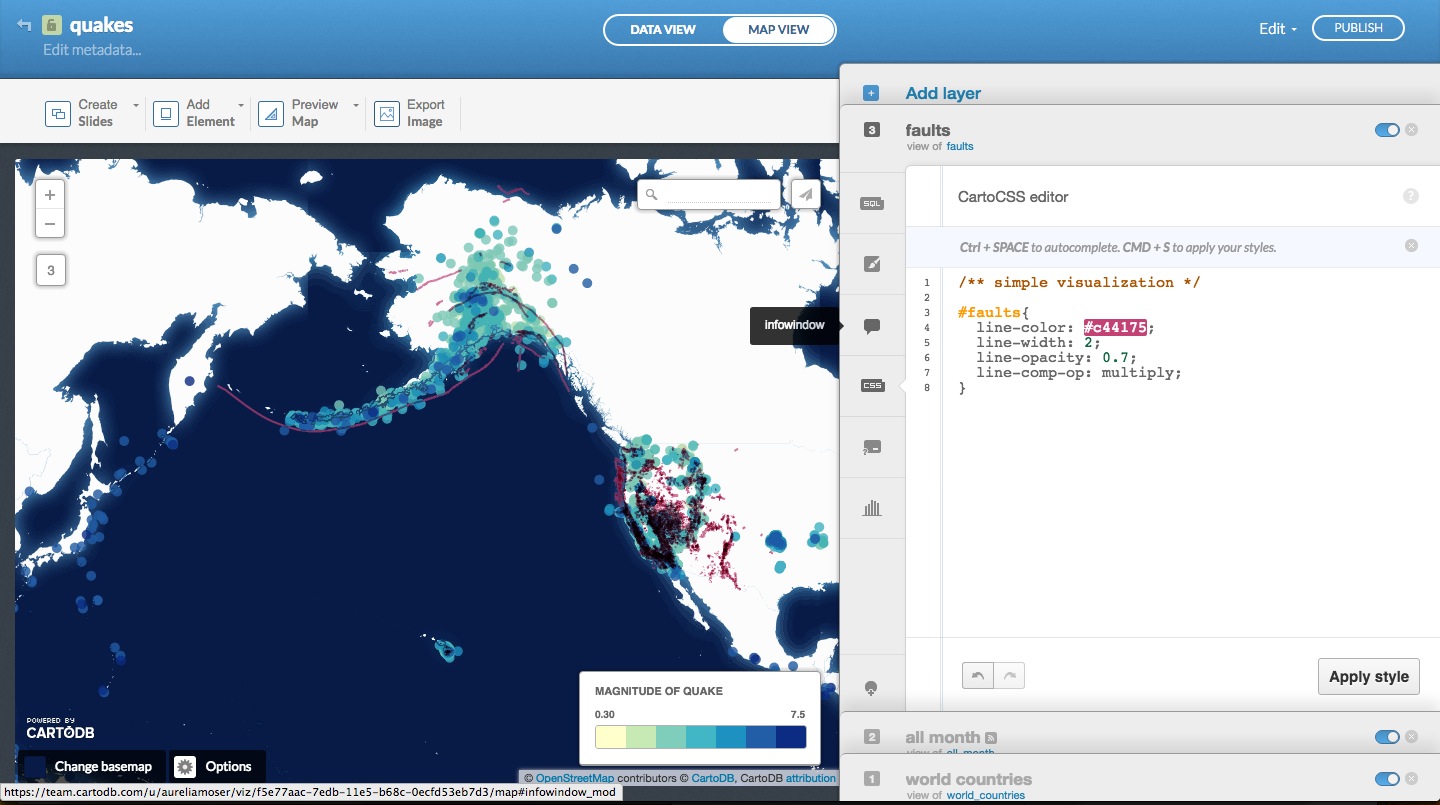 quakes
Edit metadata...
DATA VIEW
MAP VIEW
Edit
PUBLISH
Create
Slides
Add
Element
Preview
Map
Export
Image
Add layer
3
faults
view of faults
SQL
CartoCSS editor
?
Ctrl + SPACE to autocomplete. CMD + S to apply your styles.
+
−
3
infowindow
CSS
1 /** simple visualization */
2
3 #faults{
4 line-color: #c44175;
5 line-width: 2;
6 line-opacity: 0.7;
7 line-comp-op: multiply;
8 }
Apply style
MAGNITUDE OF QUAKE
0.30 7.5
POWERED BY
CARTODB
Change basemap
Options
© OpenStreetMap contributors © CartoDB, CartoDB attribution
2
all month
view of all_month
1
world countries
view of world_countries
https://team.cartodb.com/u/aureliamoser/viz/f5e77aac-7edb-11e5-b68c-0ecfd53eb7d3/map#infowindow_mod